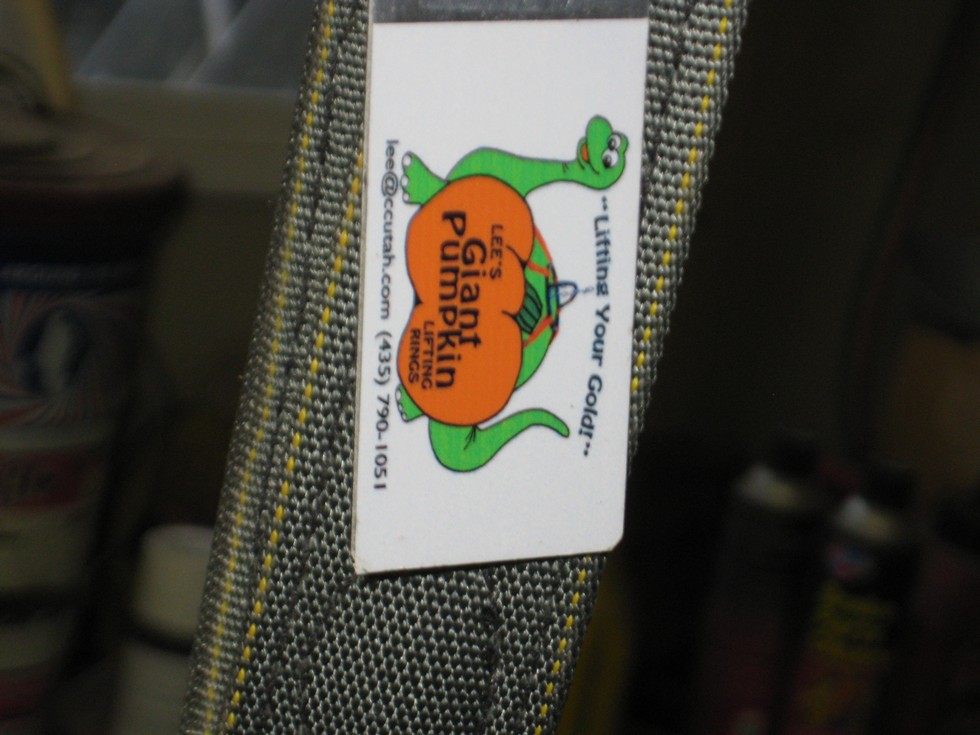 "Lifting Your Gold!"
LEE'S
Giant
PumPkin
LIFTING
RINGS
lee@ccutah.com (435) 790-1051